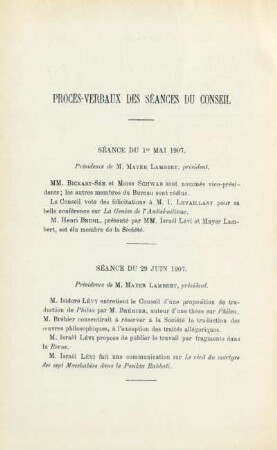 PROCÈS-VERBAUX DES SÉANCES DU CONSEIL
SÉANCE DU 1er MAI 1907.
Présidence de M. MAYER LAMBERT, président.
MM. BICKART-SÉE et Moïse SCHWAB sont nommés vice-prési-
dents; les autres membres du Bureau sont réélus.
La Conseil vote des félicitations à M. I. LEVAILLANT pour sa
belle conférence sur La Genèse de l'Antisémitisme.
M. Henri BRUHL, présenté par MM. Israël Lévi et Mayer Lam-
bert, est élu membre de la Société.
SÉANCE DU 29 JUIN 1907.
Présidence de M. MAYER LAMBERT, président.
M. Isidore LÉVY entretient le Conseil d'une proposition de tra-
duction de Philon par M. BRÉHIER, auteur d'une thèse sur Philon.
M. Bréhier consentirait à réserver à la Société la traduction des
œuvres philosophiques, à l'exception des traités allégoriques.
M. Israël LÉVI propose de publier le travail par fragments dans
la Revue.
M. Israël LÉVI fait une communication sur Le récit du martyre
des sept Macchabées dans la Pesikta Rabbati.